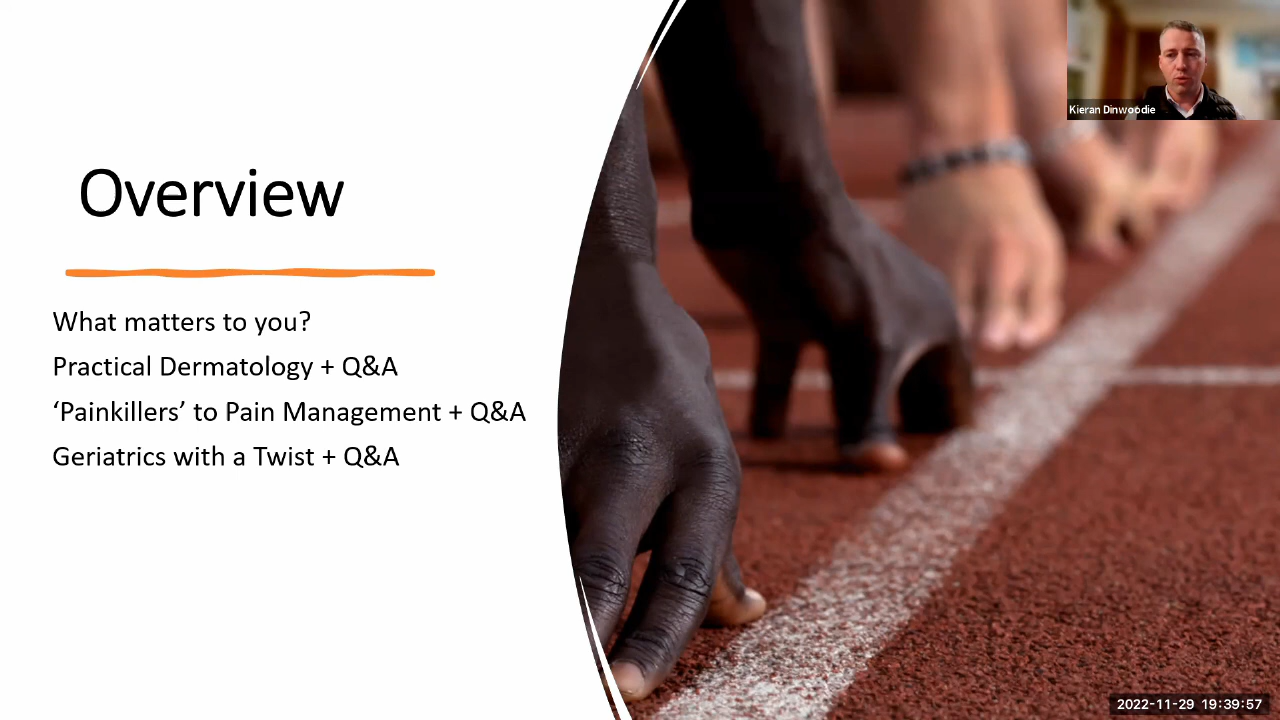 Overview
What matters to you?
Practical Dermatology + Q&A
‘Painkillers’ to Pain Management + Q&A
Geriatrics with a Twist + Q&A
Kieran Dinwoodie
2022-11-29 19:39:57